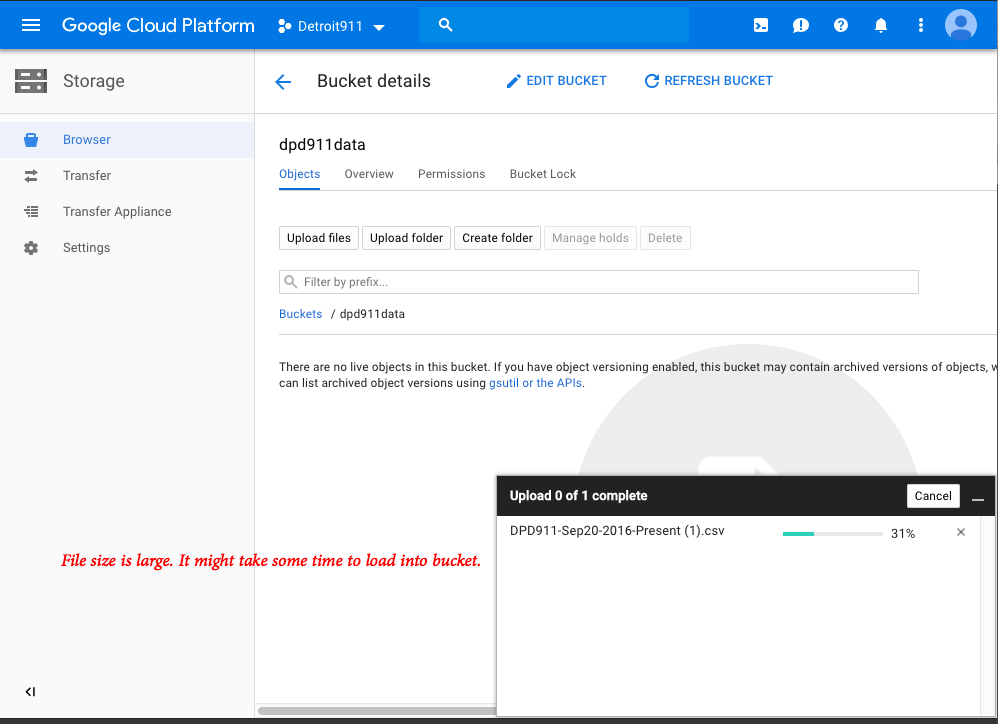 Google Cloud Platform
Detroit911
Storage
Bucket details
EDIT BUCKET
REFRESH BUCKET
Browser
Transfer
Transfer Appliance
Settings
dpd911data
Objects Overview Permissions Bucket Lock
Upload files Upload folder Create folder Manage holds Delete
Filter by prefix...
Buckets / dpd911data
There are no live objects in this bucket. If you have object versioning enabled, this bucket may contain archived versions of objects, w
can list archived object versions using gsutil or the APIs.
Upload 0 of 1 complete
Cancel
DPD911-Sep20-2016-Present (1).csv 31%
File size is large. It might take some time to load into bucket.